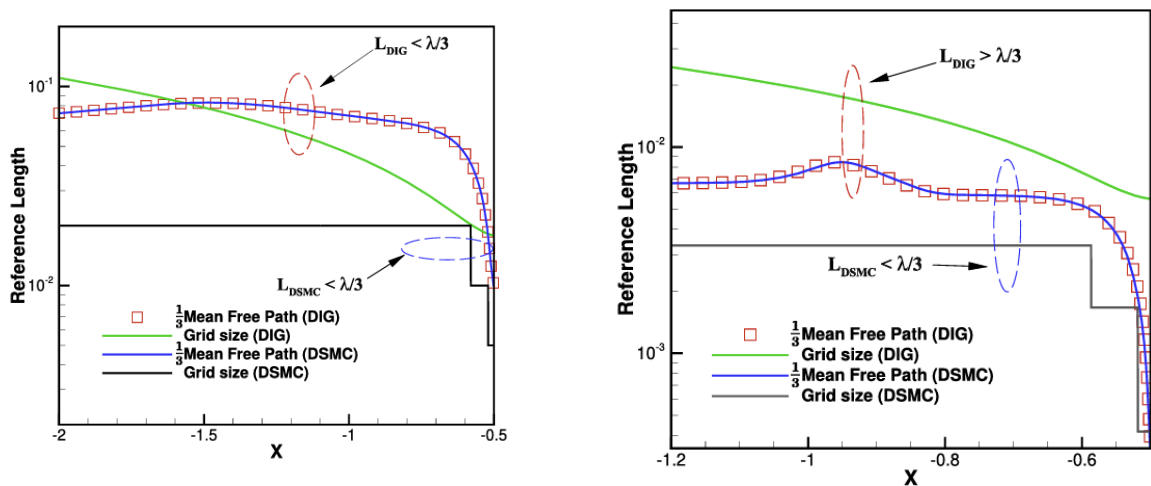 L_DIG < λ/3
10^-1
Reference Length
L_DSMC < λ/3
10^-2
1/3 Mean Free Path (DIG)
Grid size (DIG)
1/3 Mean Free Path (DSMC)
Grid size (DSMC)
-2 -1.5 -1 -0.5
X
L_DIG > λ/3
10^-2
Reference Length
L_DSMC < λ/3
1/3 Mean Free Path (DIG)
Grid size (DIG)
10^-3
1/3 Mean Free Path (DSMC)
Grid size (DSMC)
-1.2 -1 -0.8 -0.6
X